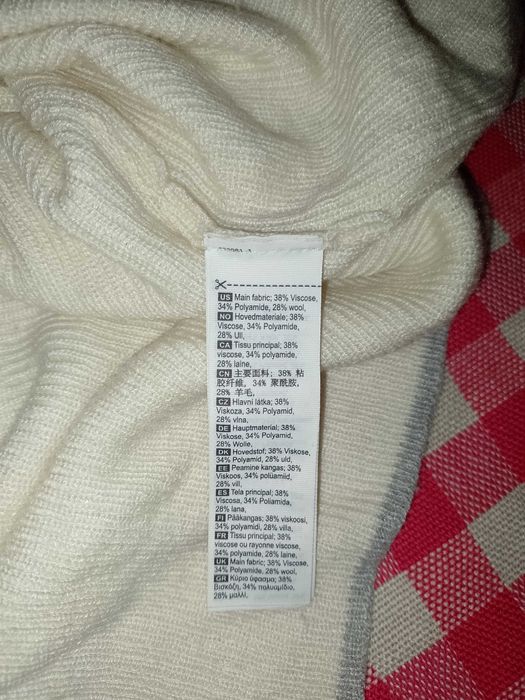 US Main fabric; 38% Viscose,
34% Polyamide, 28% wool,
NO Hovedmateriale; 38%
Viscose, 34% Polyamide,
28% Ull,
CA Tissu principal; 38%
viscose, 34% polyamide,
28% laine,
CN 主要面料; 38% 粘
胶纤维, 34% 聚酰胺,
28% 羊毛,
CZ Hlavní látka; 38%
Viskoza, 34% Polyamid,
28% vlna,
DE Hauptmaterial; 38%
Viskose, 34% Polyamid,
28% Wolle,
DK Hovedstof; 38% Viskose,
34% Polyamid, 28% uld,
EE Peamine kangas; 38%
Viskoos, 34% polüamiid,
28% vill,
ES Tela principal; 38%
Viscosa, 34% Poliamida,
28% lana,
FI Pääkangas; 38% viskoosi,
34% polyamidi, 28% villa,
FR Tissu principal; 38%
viscose ou rayonne viscose,
34% polyamide, 28% laine,
UK Main fabric; 38% Viscose,
34% Polyamide, 28% wool,
GR Κύριο ύφασμα; 38%
Βισκόζη, 34% πολυαμίδιο,
28% μαλλί,